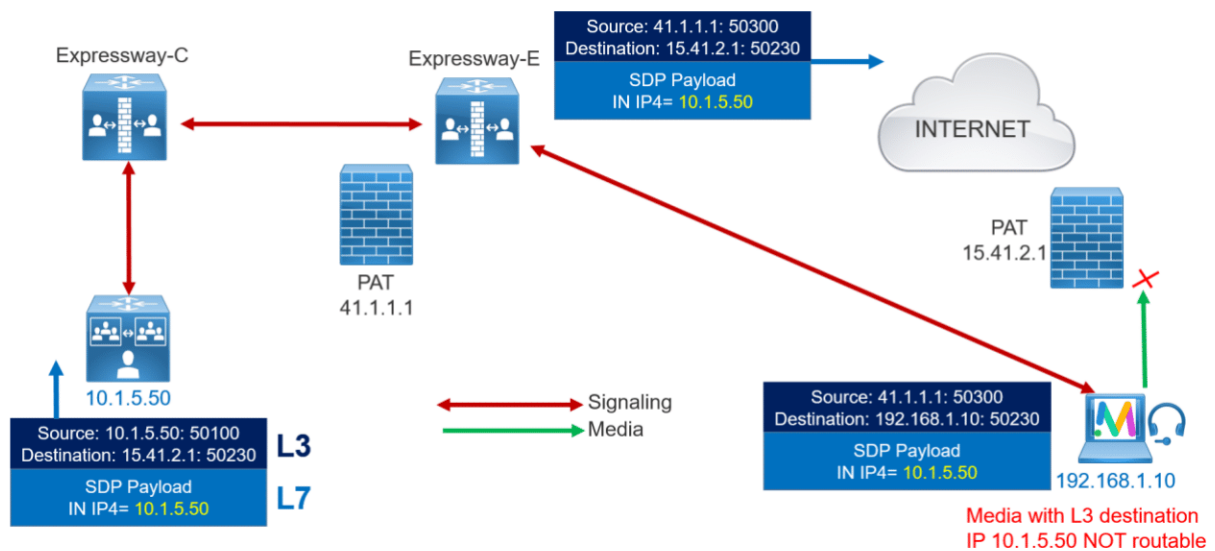 Source: 41.1.1.1: 50300
Destination: 15.41.2.1: 50230
SDP Payload
IN IP4= 10.1.5.50
Expressway-C
Expressway-E
INTERNET
PAT
41.1.1.1
PAT
15.41.2.1
10.1.5.50
Source: 10.1.5.50: 50100
Destination: 15.41.2.1: 50230
L3
SDP Payload
IN IP4= 10.1.5.50
L7
Signaling
Media
Source: 41.1.1.1: 50300
Destination: 192.168.1.10: 50230
SDP Payload
IN IP4= 10.1.5.50
192.168.1.10
Media with L3 destination
IP 10.1.5.50 NOT routable